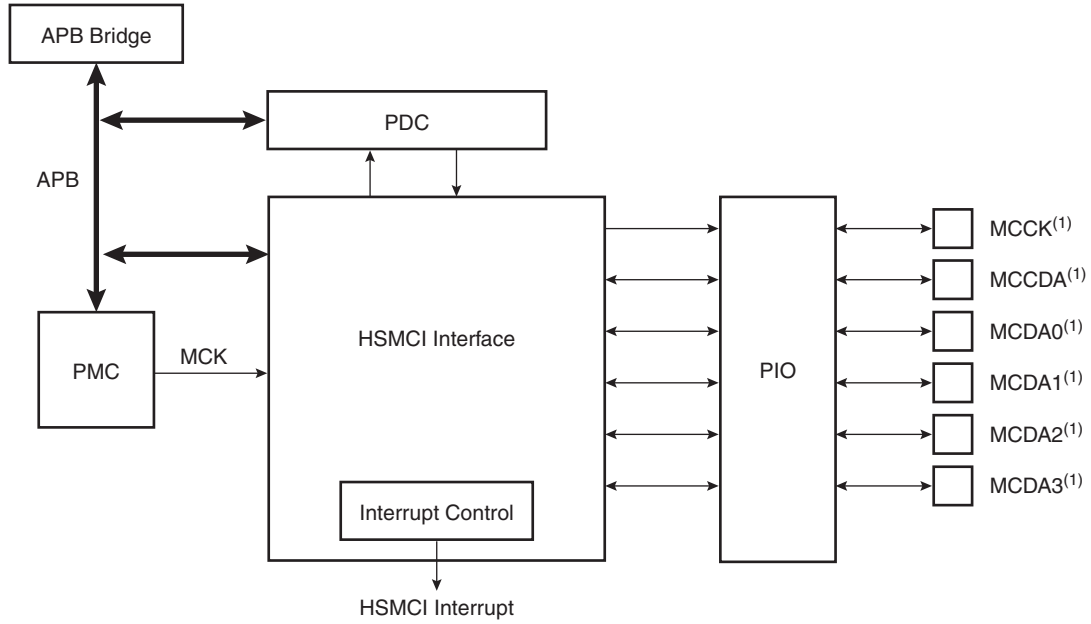 APB Bridge
PDC
APB
MCCK(1)
MCCDA(1)
HSMCI Interface
MCDA0(1)
PMC
MCK
PIO
MCDA1(1)
MCDA2(1)
MCDA3(1)
Interrupt Control
HSMCI Interrupt